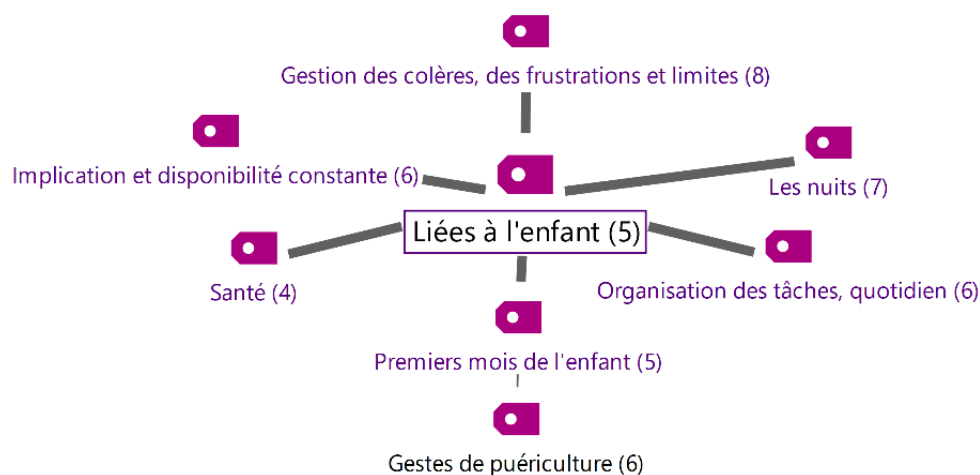 Gestion des colères, des frustrations et limites (8)
Implication et disponibilité constante (6)
Les nuits (7)
Liées à l'enfant (5)
Santé (4)
Organisation des tâches, quotidien (6)
Premiers mois de l'enfant (5)
Gestes de puériculture (6)